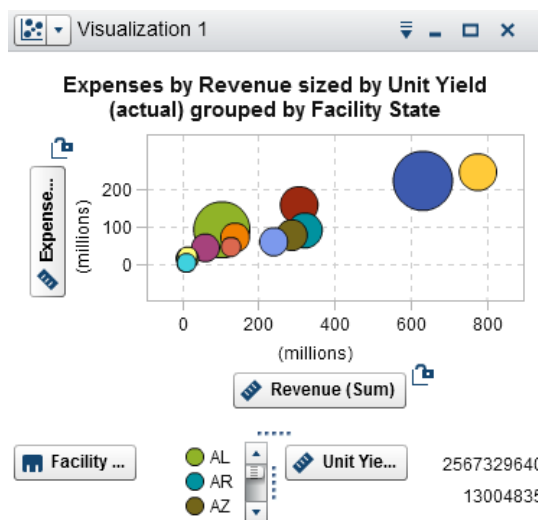 Visualization 1
Expenses by Revenue sized by Unit Yield
(actual) grouped by Facility State
Expense...
(millions)
200
100
0
0 200 400 600 800
(millions)
Revenue (Sum)
Facility ...
AL
AR
AZ
Unit Yie...
2567329640
13004835